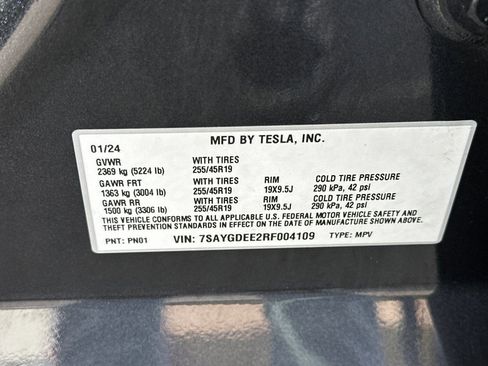 MFD BY TESLA, INC.
01/24
GVWR WITH TIRES
2369 kg (5224 lb) 255/45R19
GAWR FRT WITH TIRES RIM COLD TIRE PRESSURE
1363 kg (3004 lb) 255/45R19 19X9.5J 290 kPa, 42 psi
GAWR RR WITH TIRES RIM COLD TIRE PRESSURE
1500 kg (3306 lb) 255/45R19 19X9.5J 290 kPa, 42 psi
THIS VEHICLE CONFORMS TO ALL APPLICABLE U.S. FEDERAL MOTOR VEHICLE SAFETY AND
THEFT PREVENTION STANDARDS IN EFFECT ON THE DATE OF MANUFACTURE SHOWN ABOVE.
PNT: PN01 VIN: 7SAYGDEE2RF004109 TYPE: MPV